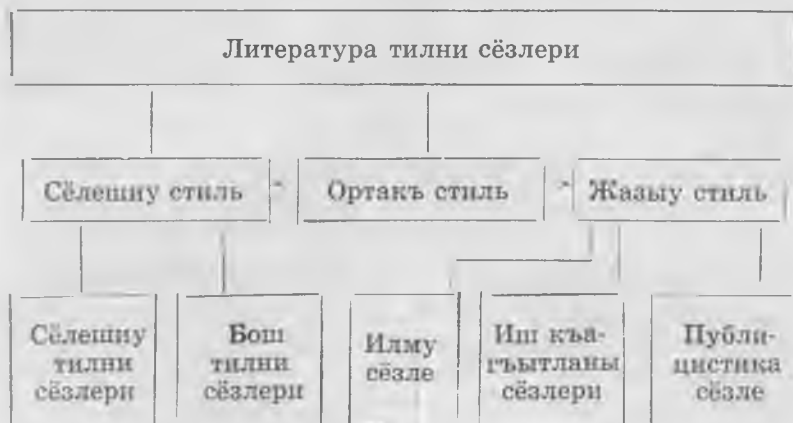 Литература тилни сёзлери
Сёлешиу стиль
Ортакъ стиль
Жазыу стиль
Сёлешиу
тилни
сёзлери
Бош
тилни
сёзлери
Илму
сёзле
Иш къа-
гъытланы
сёзлери
Публи-
цистика
сёзле